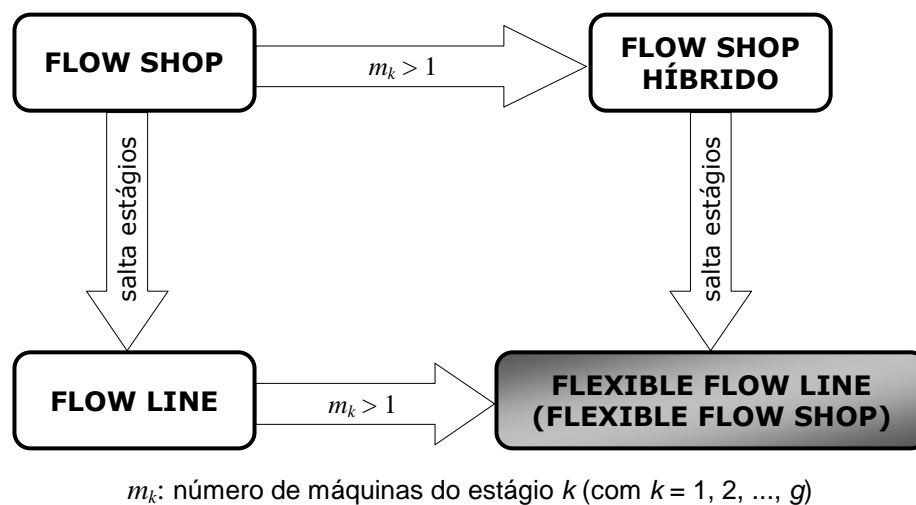 FLOW SHOP
m_k > 1
FLOW SHOP
HÍBRIDO
salta estágios
salta estágios
FLOW LINE
m_k > 1
FLEXIBLE FLOW LINE
(FLEXIBLE FLOW SHOP)
m_k: número de máquinas do estágio k (com k = 1, 2, ..., g)